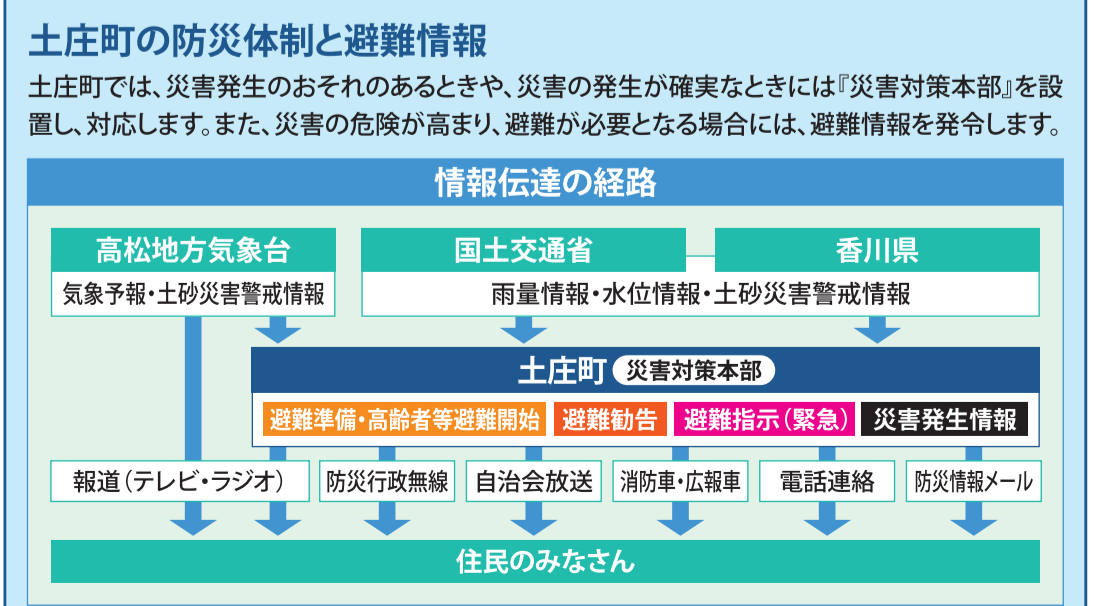 土庄町の防災体制と避難情報
土庄町では、災害発生のおそれのあるときや、災害の発生が確実なときには『災害対策本部』を設
置し、対応します。また、災害の危険が高まり、避難が必要となる場合には、避難情報を発令します。
情報伝達の経路
高松地方気象台
気象予報・土砂災害警戒情報
国土交通省
香川県
雨量情報・水位情報・土砂災害警戒情報
土庄町 災害対策本部
避難準備・高齢者等避難開始
避難勧告
避難指示(緊急)
災害発生情報
報道(テレビ・ラジオ)
防災行政無線
自治会放送
消防車・広報車
電話連絡
防災情報メール
住民のみなさん